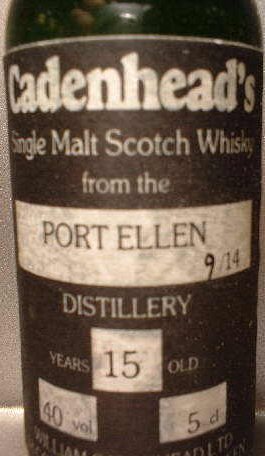 Cadenhead's
Single Malt Scotch Whisky
from the
PORT ELLEN
9/14
DISTILLERY
YEARS 15 OLD
40 vol 5 cl
WILLIAM